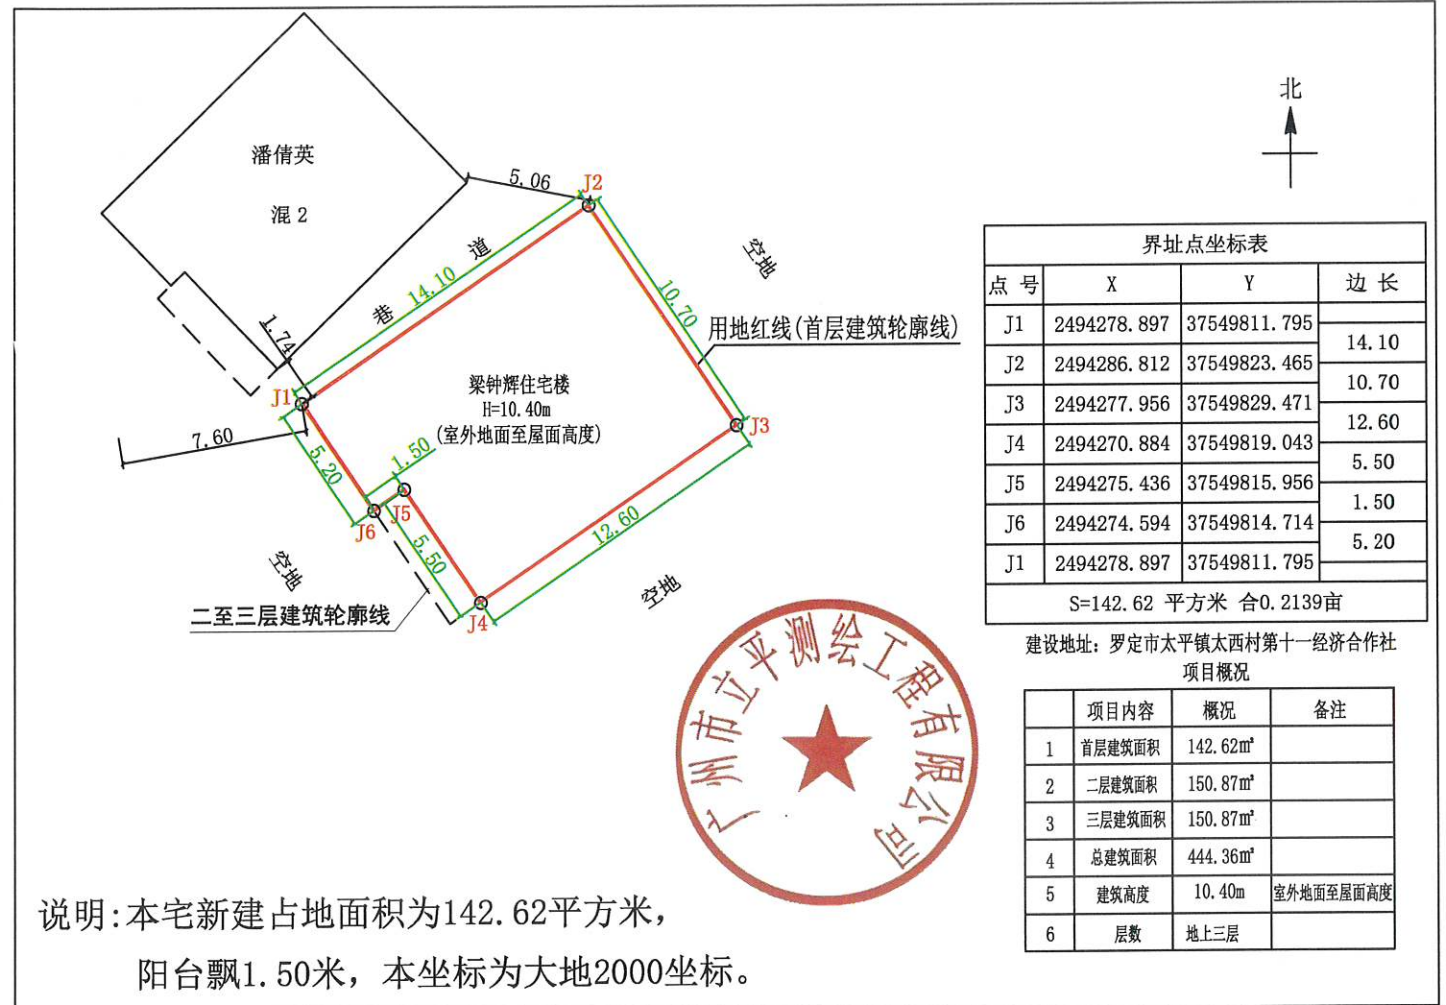 北
潘倩英
混 2
5.06
J2
道
巷
14.10
空地
10.70
1.74
用地红线(首层建筑轮廓线)
梁钟辉住宅楼
H=10.40m
(室外地面至屋面高度)
J1
J3
7.60
5.20
1.50
J5
J6
12.60
5.50
空地
空地
二至三层建筑轮廓线
J4
界址点坐标表
点 号 X Y 边 长
J1 2494278.897 37549811.795
14.10
J2 2494286.812 37549823.465
10.70
J3 2494277.956 37549829.471
12.60
J4 2494270.884 37549819.043
5.50
J5 2494275.436 37549815.956
1.50
J6 2494274.594 37549814.714
5.20
J1 2494278.897 37549811.795
S=142.62 平方米 合0.2139亩
建设地址: 罗定市太平镇太西村第十一经济合作社
项目概况
项目内容 概况 备注
1 首层建筑面积 142.62m²
2 二层建筑面积 150.87m²
3 三层建筑面积 150.87m²
4 总建筑面积 444.36m²
5 建筑高度 10.40m 室外地面至屋面高度
6 层数 地上三层
广州市立平测绘工程有限公司
说明:本宅新建占地面积为142.62平方米，
阳台飘1.50米，本坐标为大地2000坐标。